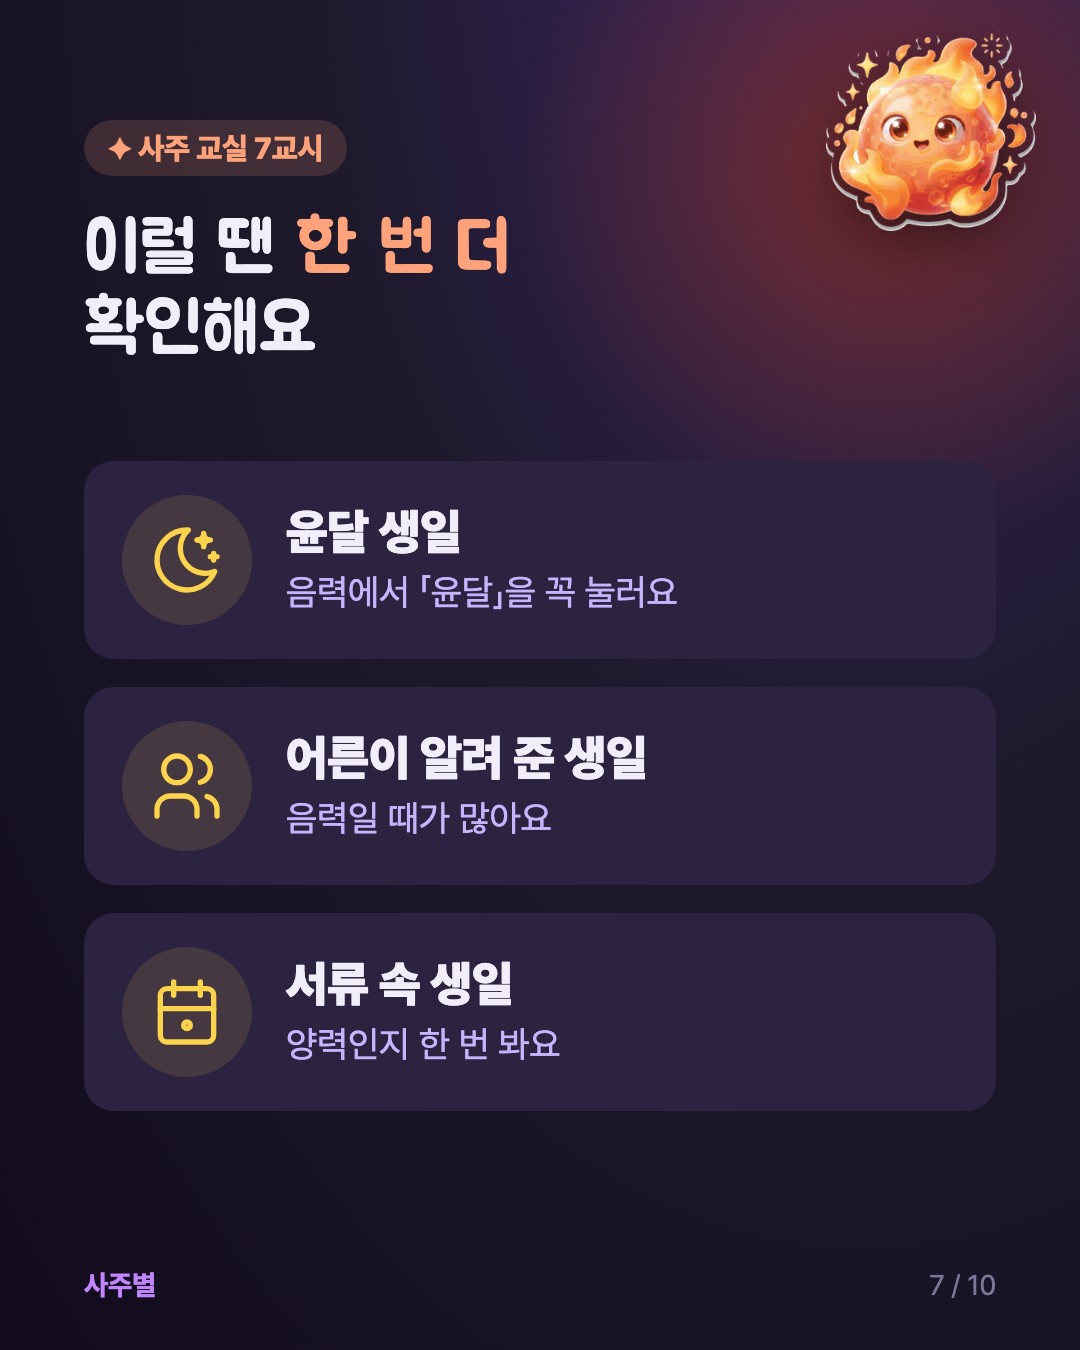 사주 교실 7교시
이럴 땐 한 번 더
확인해요
윤달 생일
음력에서 「윤달」을 꼭 눌러요
어른이 알려 준 생일
음력일 때가 많아요
서류 속 생일
양력인지 한 번 봐요
사주별
7 / 10